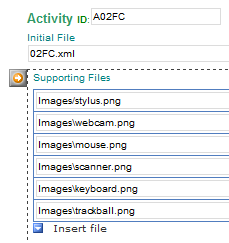 Activity ID: A02FC
Initial File
02FC.xml
Supporting Files
Images/stylus.png
Images\webcam.png
Images\mouse.png
Images\scanner.png
Images\keyboard.png
Images\trackball.png
Insert file